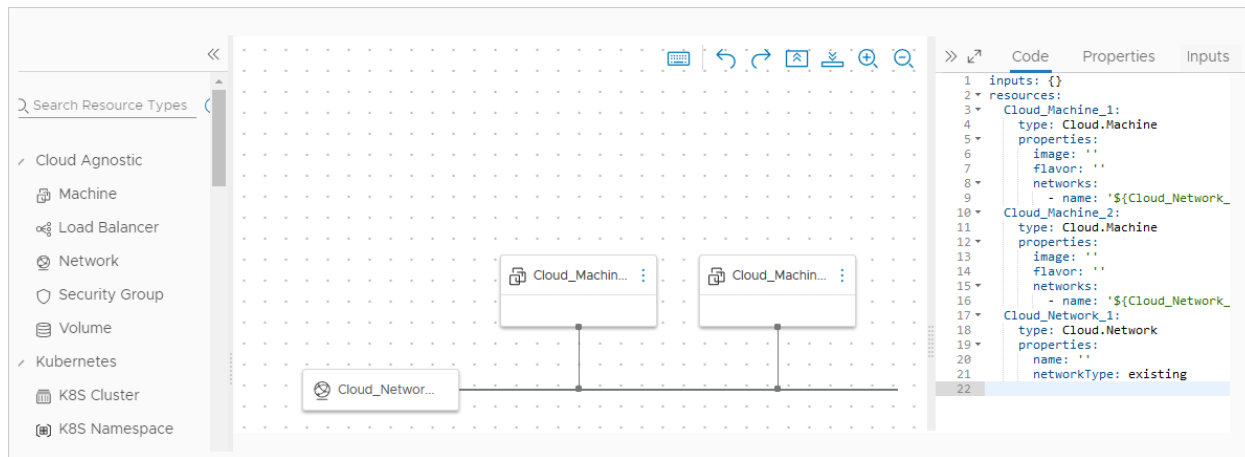 Search Resource Types
Cloud Agnostic
Machine
Load Balancer
Network
Security Group
Volume
Kubernetes
K8S Cluster
K8S Namespace
Cloud_Machin...
Cloud_Machin...
Cloud_Networ...
Code Properties Inputs
1 inputs: {}
2 resources:
3 Cloud_Machine_1:
4 type: Cloud.Machine
5 properties:
6 image: ''
7 flavor: ''
8 networks:
9 - name: '${Cloud_Network_
10 Cloud_Machine_2:
11 type: Cloud.Machine
12 properties:
13 image: ''
14 flavor: ''
15 networks:
16 - name: '${Cloud_Network_
17 Cloud_Network_1:
18 type: Cloud.Network
19 properties:
20 name: ''
21 networkType: existing
22